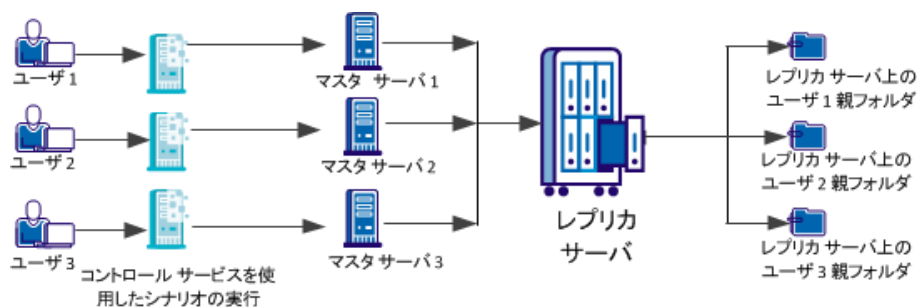 ユーザ1
マスタ サーバ 1
レプリカ サーバ上の
ユーザ 1 親フォルダ
ユーザ2
マスタ サーバ 2
レプリカ サーバ上の
ユーザ 2 親フォルダ
レプリカ
サーバ
ユーザ3
マスタ サーバ 3
レプリカ サーバ上の
ユーザ 3 親フォルダ
コントロール サービスを使
用したシナリオの実行